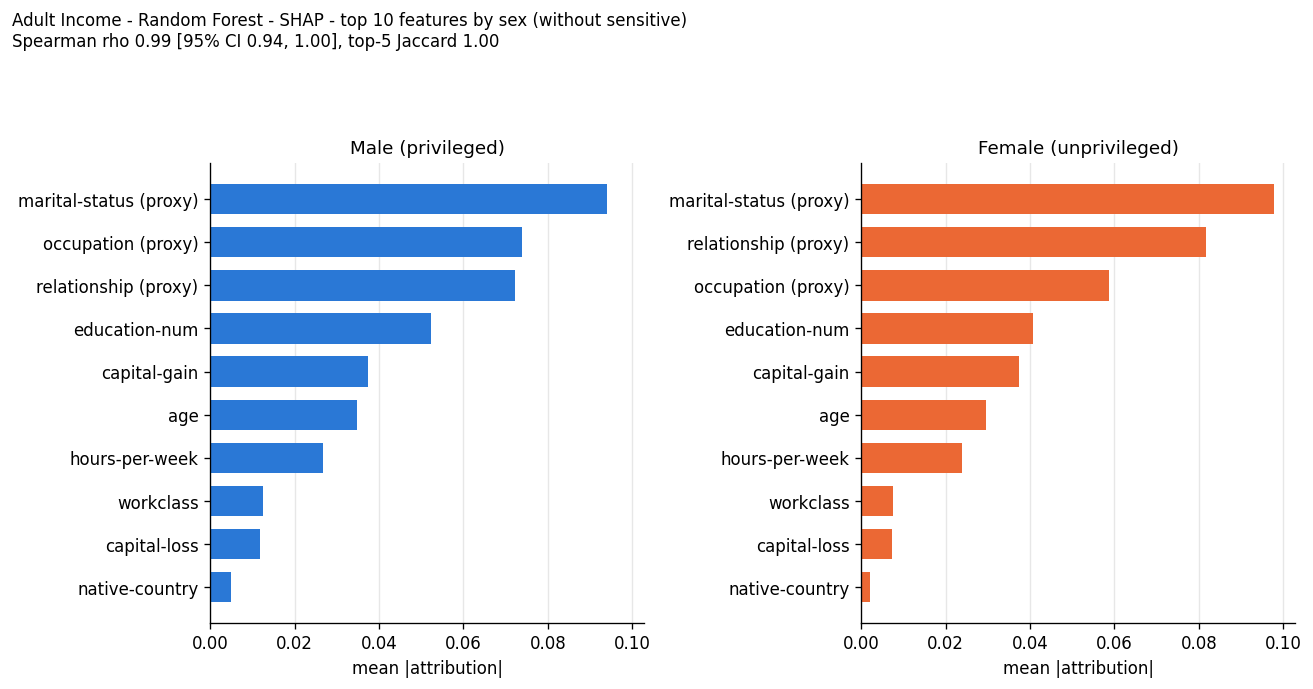 Adult Income - Random Forest - SHAP - top 10 features by sex (without sensitive)
Spearman rho 0.99 [95% CI 0.94, 1.00], top-5 Jaccard 1.00
Male (privileged)
marital-status (proxy)
occupation (proxy)
relationship (proxy)
education-num
capital-gain
age
hours-per-week
workclass
capital-loss
native-country
0.00 0.02 0.04 0.06 0.08 0.10
mean |attribution|
Female (unprivileged)
marital-status (proxy)
relationship (proxy)
occupation (proxy)
education-num
capital-gain
age
hours-per-week
workclass
capital-loss
native-country
0.00 0.02 0.04 0.06 0.08 0.10
mean |attribution|